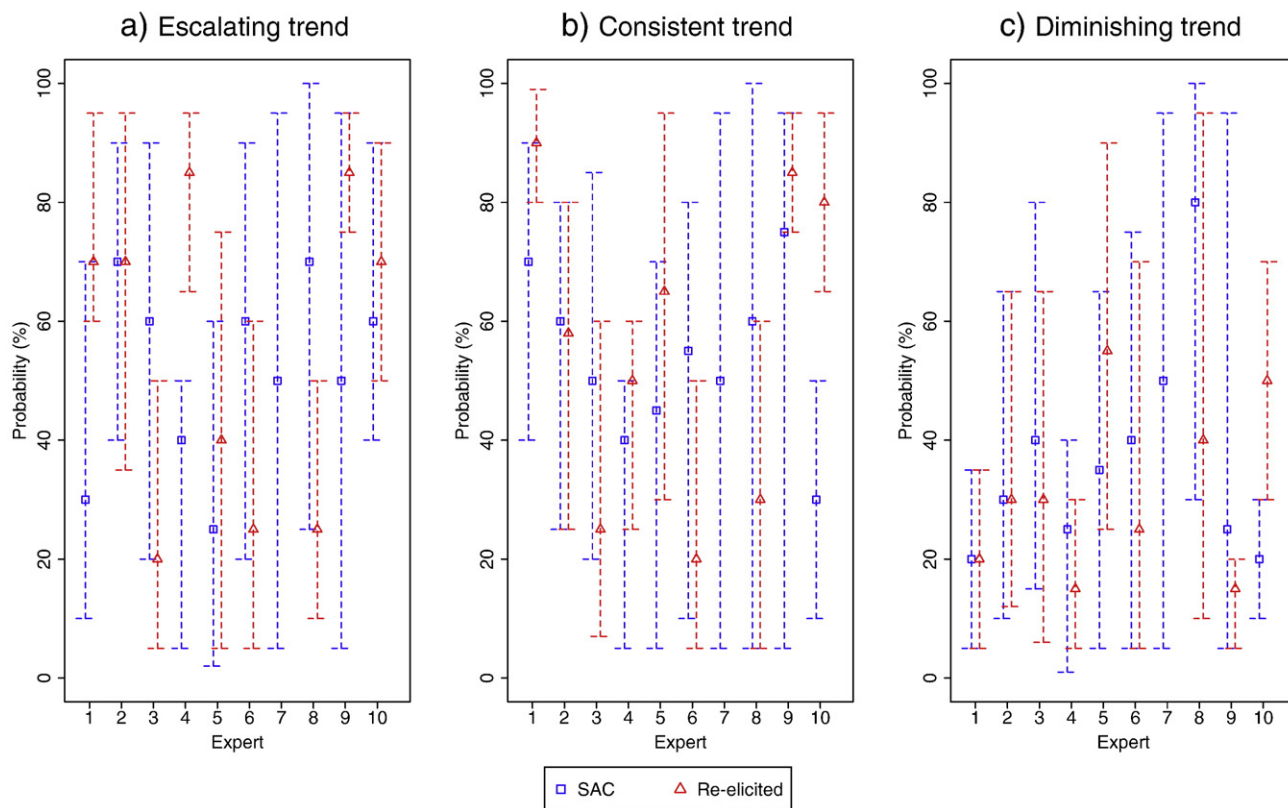 a) Escalating trend
Probability (%)
100
80
60
40
20
0
1 2 3 4 5 6 7 8 9 10
Expert
b) Consistent trend
Probability (%)
100
80
60
40
20
0
1 2 3 4 5 6 7 8 9 10
Expert
c) Diminishing trend
Probability (%)
100
80
60
40
20
0
1 2 3 4 5 6 7 8 9 10
Expert
SAC Re-elicited